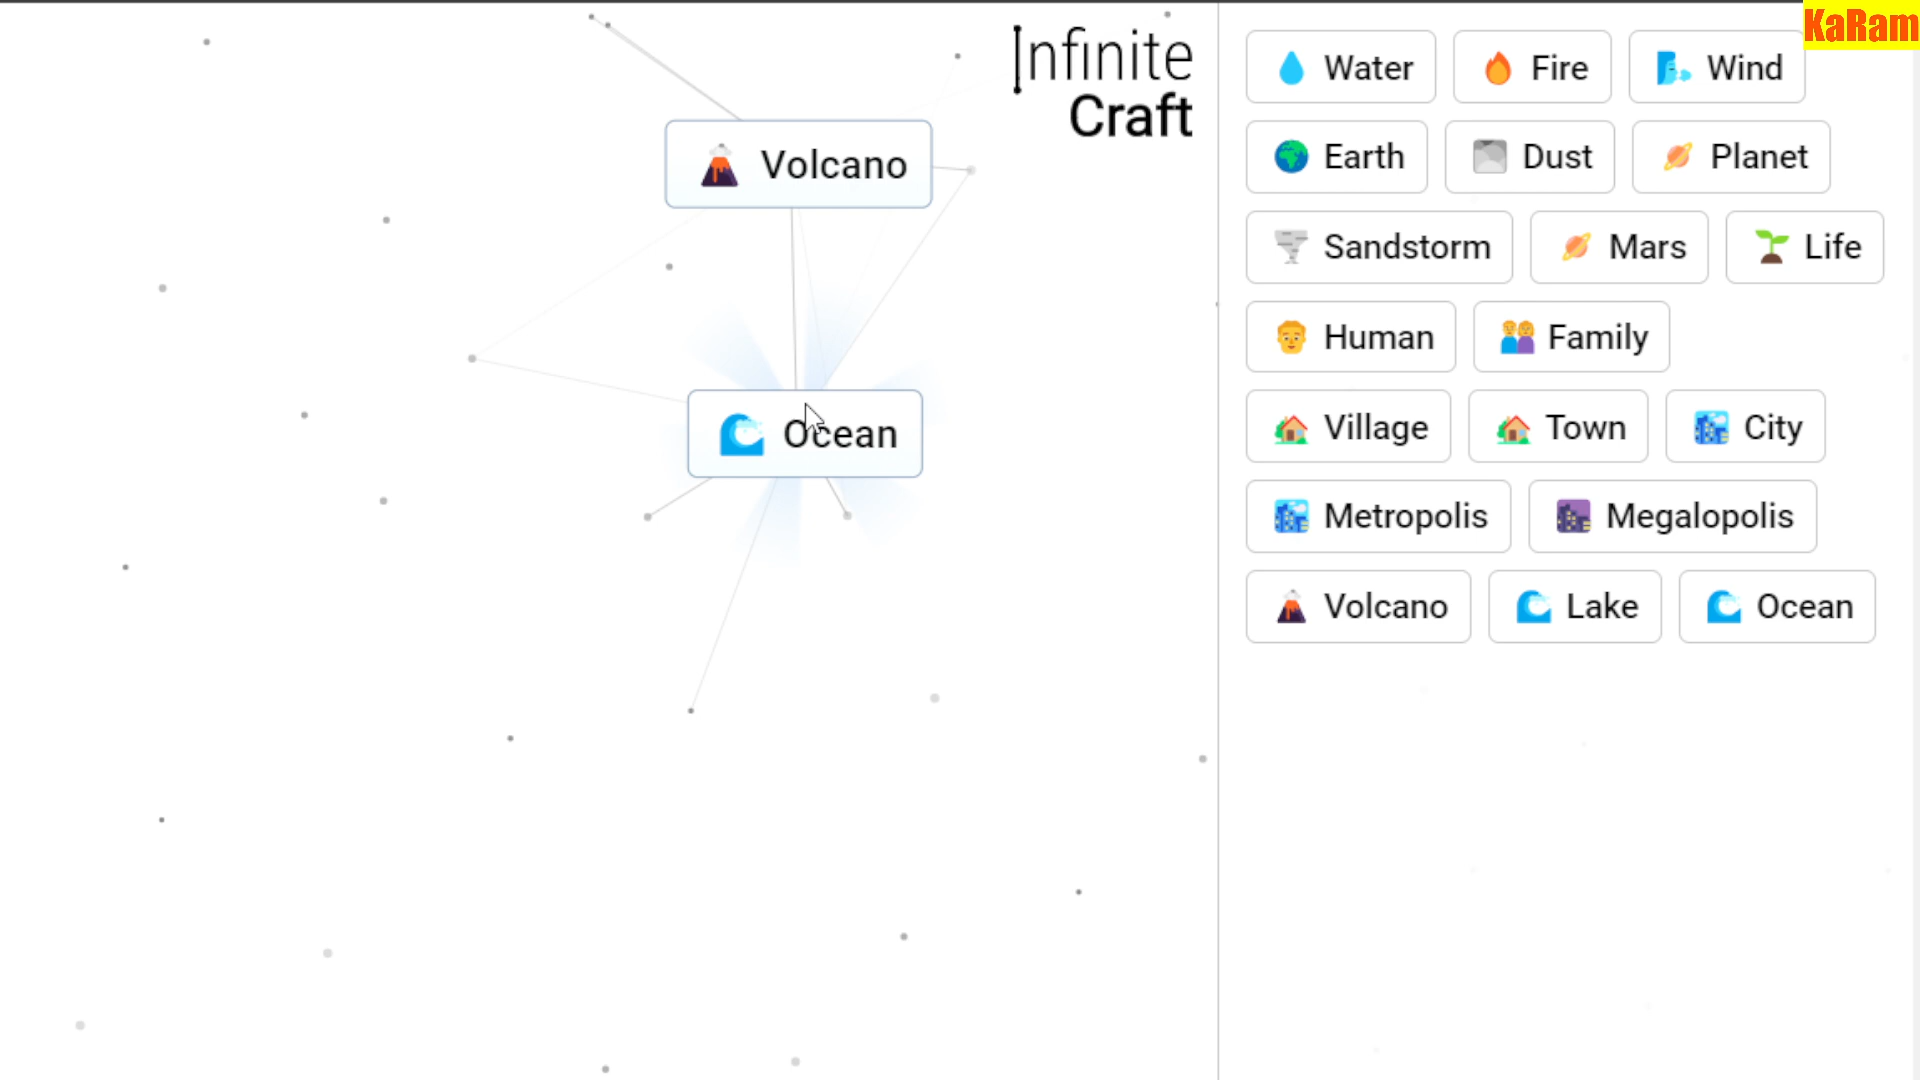 KaRam
Infinite
Craft
Volcano
Ocean
Water Fire Wind
Earth Dust Planet
Sandstorm Mars Life
Human Family
Village Town City
Metropolis Megalopolis
Volcano Lake Ocean